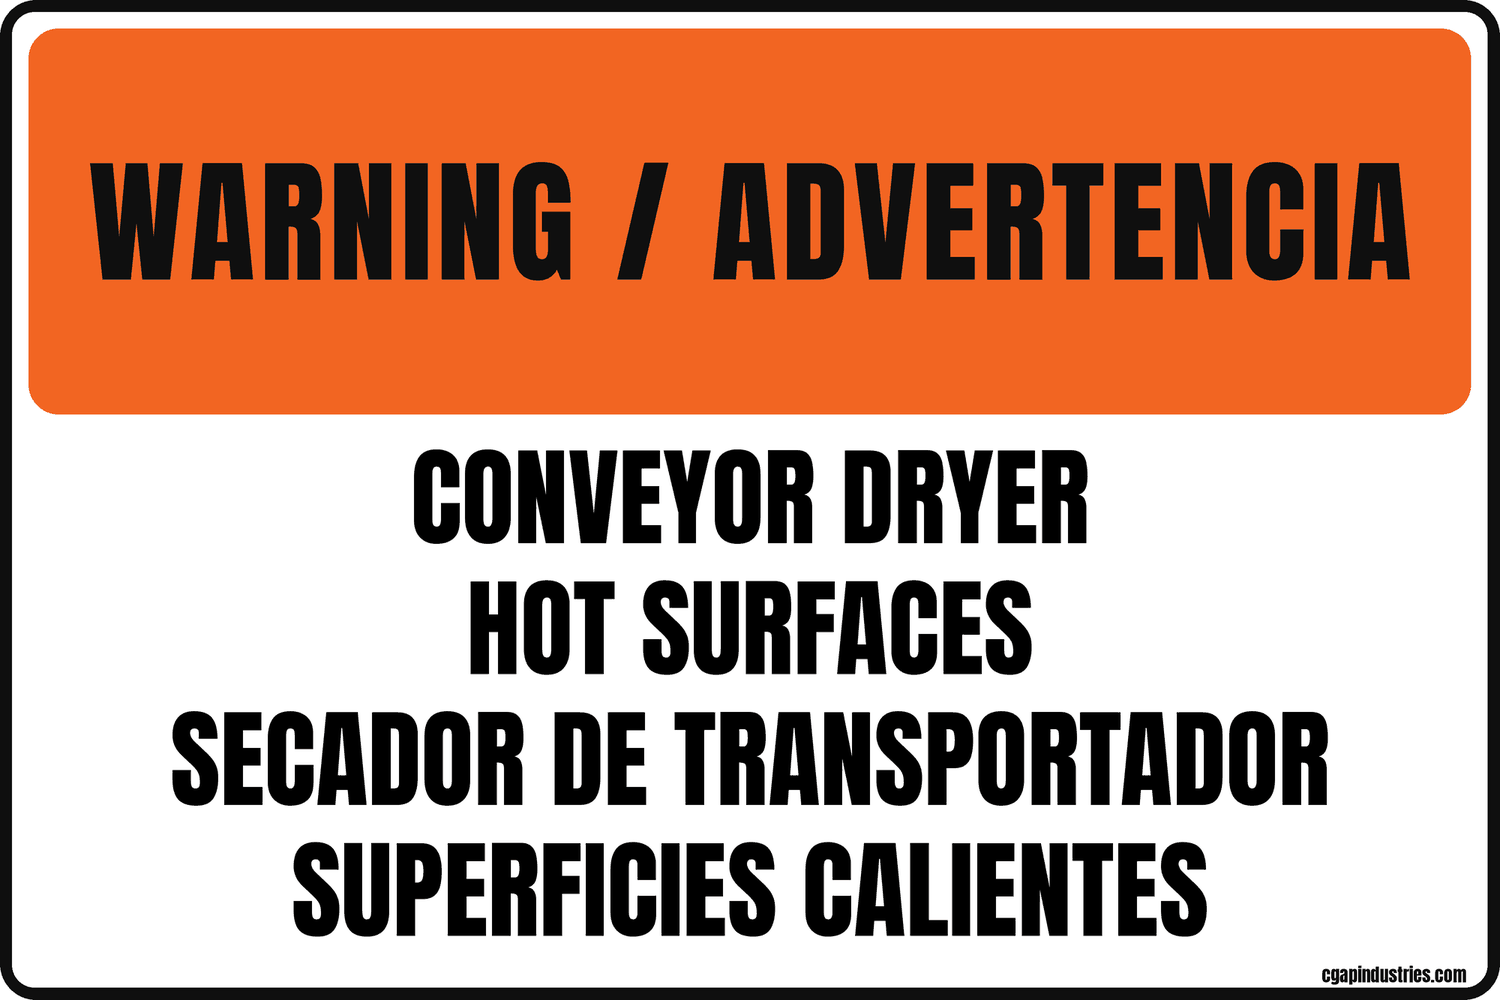 WARNING / ADVERTENCIA
CONVEYOR DRYER
HOT SURFACES
SECADOR DE TRANSPORTADOR
SUPERFICIES CALIENTES
cgapindustries.com